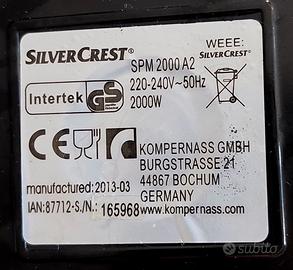 SILVERCREST®
WEEE:
SILVERCREST®
SPM 2000 A2
220-240V~50Hz
2000W
Intertek
GS
CE
KOMPERNASS GMBH
BURGSTRASSE 21
44867 BOCHUM
GERMANY
www.kompernass.com
manufactured: 2013-03
IAN: 87712-S./N.: 165968
subito